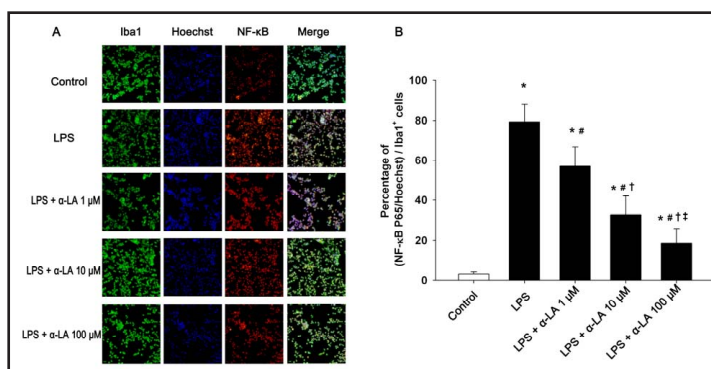 A
Iba1 Hoechst NF-κB Merge
Control
LPS
LPS + α-LA 1 μM
LPS + α-LA 10 μM
LPS + α-LA 100 μM
B
Percentage of
(NF-κB P65/Hoechst) / Iba1⁺ cells
100
80
60
40
20
0
*
* #
* # †
* # † ‡
Control
LPS
LPS + α-LA 1 μM
LPS + α-LA 10 μM
LPS + α-LA 100 μM